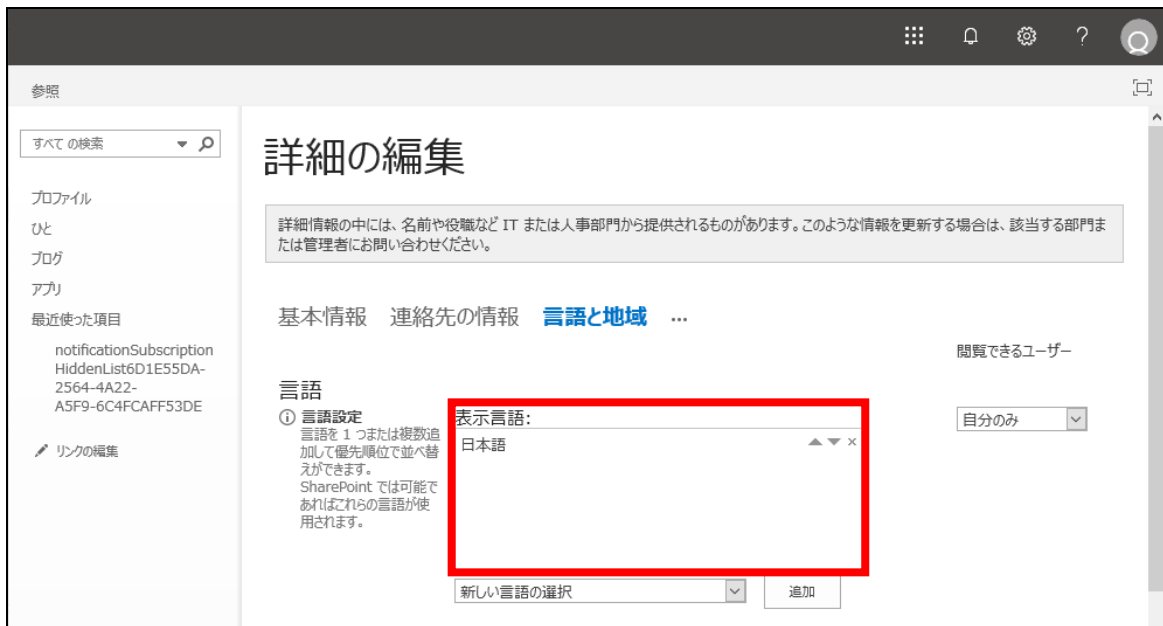 参照
すべて の検索
プロファイル
ひと
ブログ
アプリ
最近使った項目
notificationSubscription
HiddenList6D1E55DA-
2564-4A22-
A5F9-6C4FCAFF53DE
リンクの編集
詳細の編集
詳細情報の中には、名前や役職など IT または人事部門から提供されるものがあります。このような情報を更新する場合は、該当する部門ま
たは管理者にお問い合わせください。
基本情報 連絡先の情報 言語と地域 ...
閲覧できるユーザー
言語
言語設定
言語を 1 つまたは複数追
加して優先順位で並べ替
えができます。
SharePoint では可能で
あればこれらの言語が使
用されます。
表示言語:
日本語
自分のみ
新しい言語の選択
追加